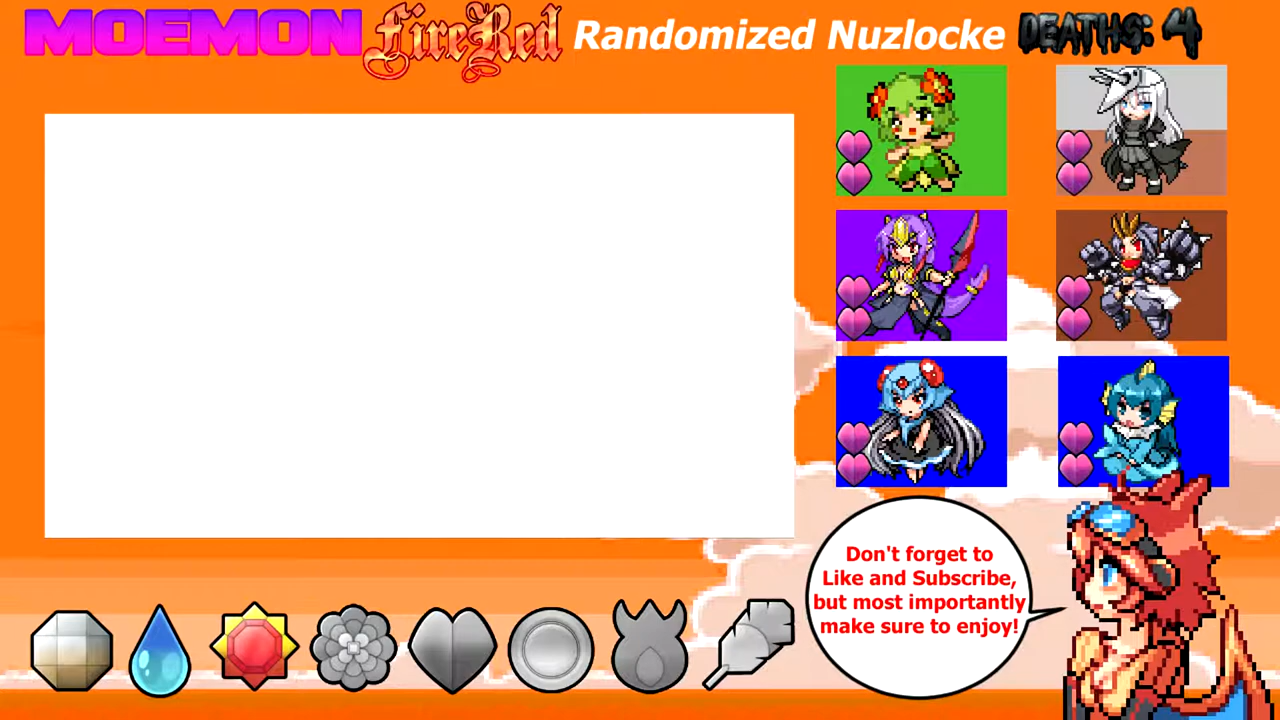 MOEMON FireRed Randomized Nuzlocke DEATHS: 4
Don't forget to
Like and Subscribe,
but most importantly
make sure to enjoy!